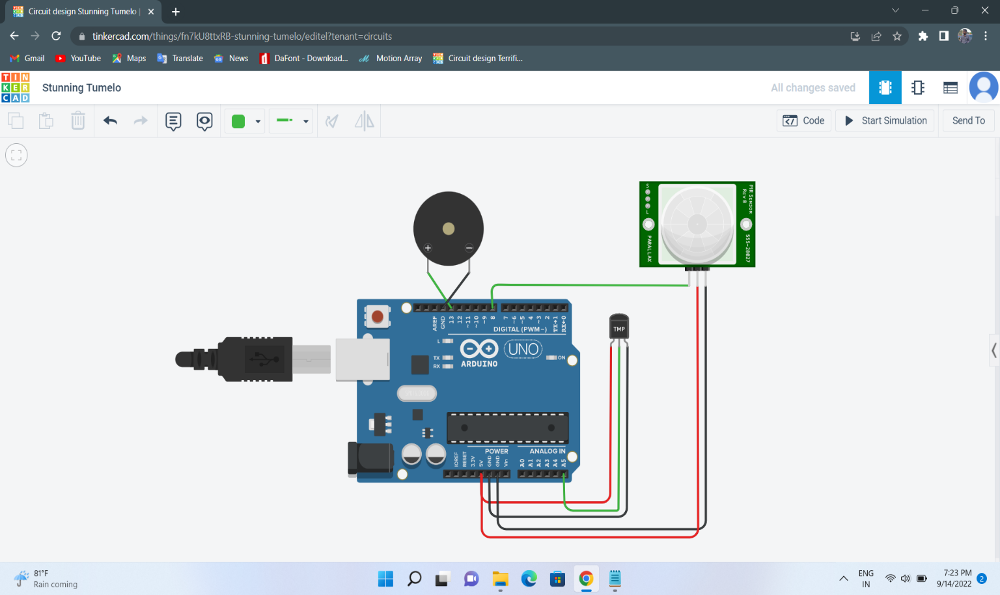 Circuit design Stunning Tumelo |
tinkercad.com/things/fn7kU8ttxRB-stunning-tumelo/editel?tenant=circuits
Gmail
YouTube
Maps
Translate
News
DaFont - Download...
Motion Array
Circuit design Terrifi...
TIN
KER
CAD
Stunning Tumelo
All changes saved
Code
Start Simulation
Send To
S
L
PARALLAX
PIR SENSOR
REV B
555-28027
AREF
GND
13
12
~11
~10
~9
8
7
~6
~5
4
~3
2
TX→1
RX←0
DIGITAL (PWM~)
L
TX
RX
ARDUINO
UNO
ON
TMP
POWER
ANALOG IN
IOREF
RESET
3.3V
5V
GND
GND
Vin
A0
A1
A2
A3
A4
A5
81°F
Rain coming
ENG
IN
7:23 PM
9/14/2022
2